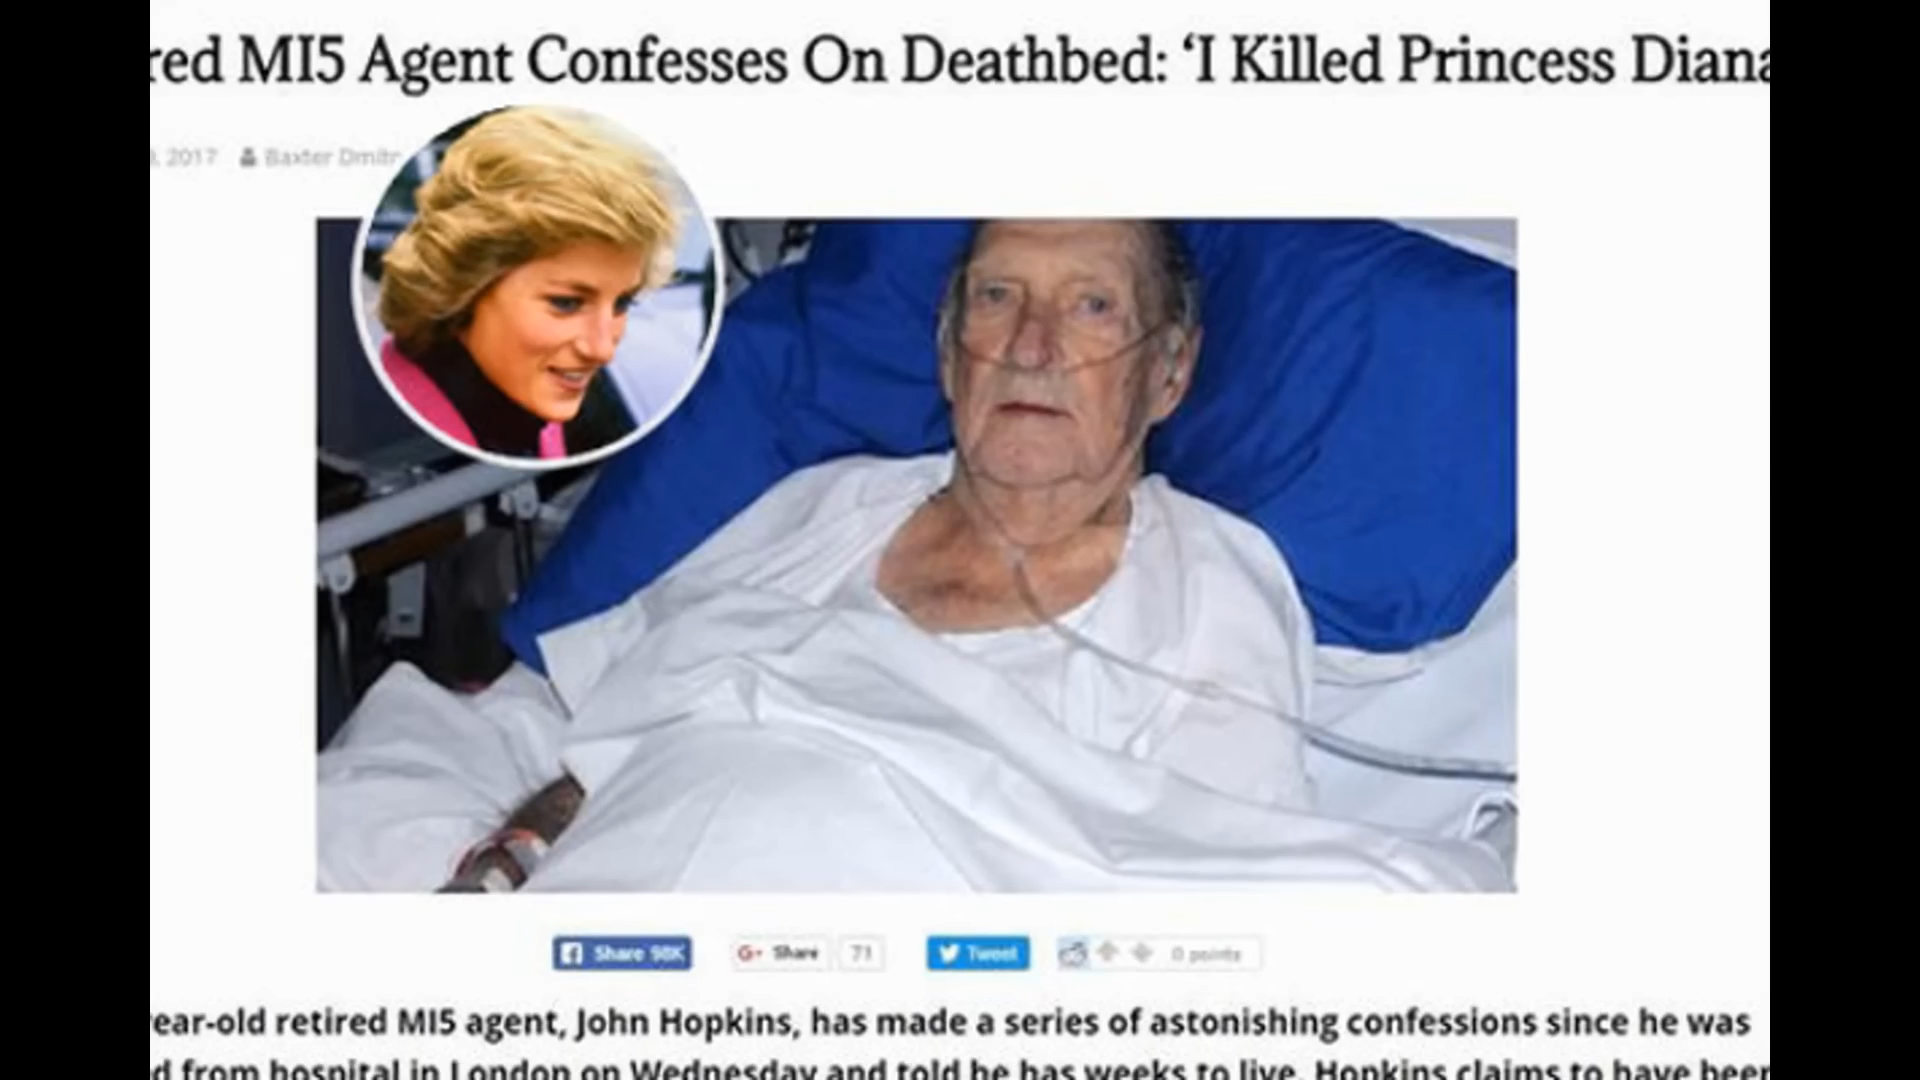 red MI5 Agent Confesses On Deathbed: ‘I Killed Princess Diana
, 2017 Baxter Dmitr
Share 98K G+ Share 71 Tweet 0 points
year-old retired MI5 agent, John Hopkins, has made a series of astonishing confessions since he was
d from hospital in London on Wednesday and told he has weeks to live. Hopkins claims to have been